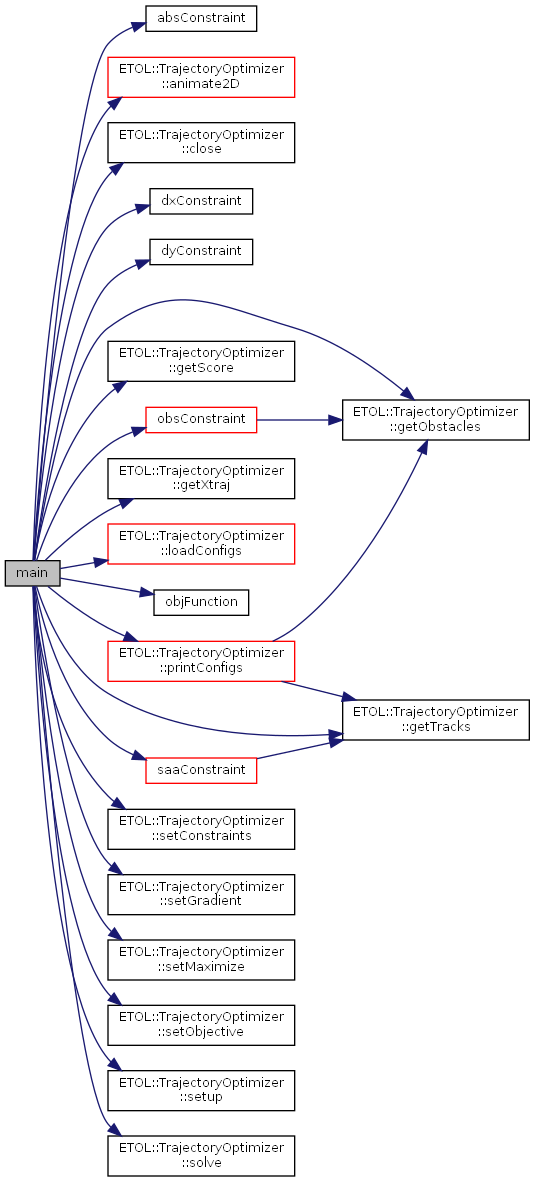 absConstraint
ETOL::TrajectoryOptimizer
::animate2D
ETOL::TrajectoryOptimizer
::close
dxConstraint
dyConstraint
ETOL::TrajectoryOptimizer
::getScore
obsConstraint
ETOL::TrajectoryOptimizer
::getObstacles
ETOL::TrajectoryOptimizer
::getXtraj
ETOL::TrajectoryOptimizer
::loadConfigs
main
objFunction
ETOL::TrajectoryOptimizer
::printConfigs
ETOL::TrajectoryOptimizer
::getTracks
saaConstraint
ETOL::TrajectoryOptimizer
::setConstraints
ETOL::TrajectoryOptimizer
::setGradient
ETOL::TrajectoryOptimizer
::setMaximize
ETOL::TrajectoryOptimizer
::setObjective
ETOL::TrajectoryOptimizer
::setup
ETOL::TrajectoryOptimizer
::solve